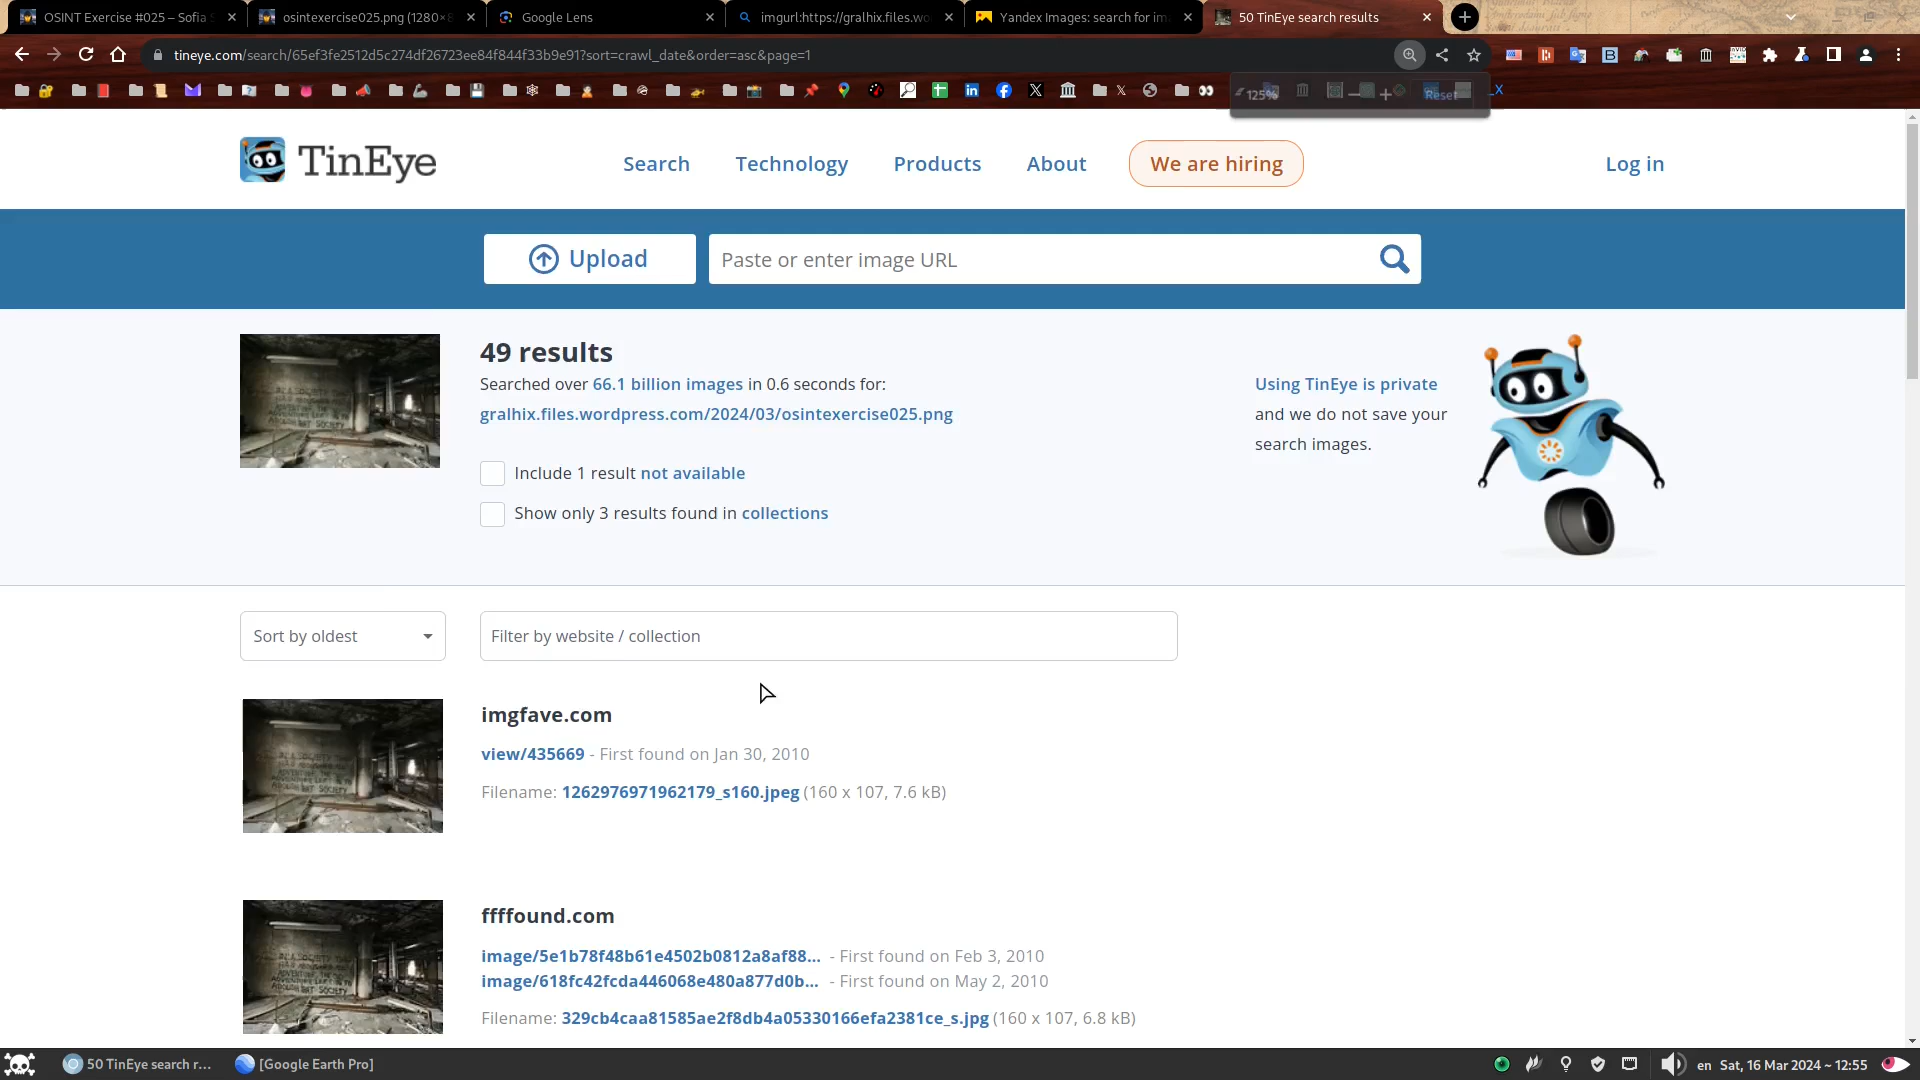 OSINT Exercise #025 – Sofia S
osintexercise025.png (1280×8
Google Lens
imgurl:https://gralhix.files.wo
Yandex Images: search for im
50 TinEye search results
tineye.com/search/65ef3fe2512d5c274df26723ee84f844f33b9e91?sort=crawl_date&order=asc&page=1
125%
Reset
X
TinEye
Search
Technology
Products
About
We are hiring
Log in
Upload
Paste or enter image URL
49 results
Searched over 66.1 billion images in 0.6 seconds for:
gralhix.files.wordpress.com/2024/03/osintexercise025.png
Using TinEye is private
and we do not save your
search images.
Include 1 result not available
Show only 3 results found in collections
Sort by oldest
Filter by website / collection
imgfave.com
view/435669 - First found on Jan 30, 2010
Filename: 1262976971962179_s160.jpeg (160 x 107, 7.6 kB)
ffffound.com
image/5e1b78f48b61e4502b0812a8af88... - First found on Feb 3, 2010
image/618fc42fcda446068e480a877d0b... - First found on May 2, 2010
Filename: 329cb4caa81585ae2f8db4a05330166efa2381ce_s.jpg (160 x 107, 6.8 kB)
50 TinEye search r...
[Google Earth Pro]
en
Sat, 16 Mar 2024 ~ 12:55